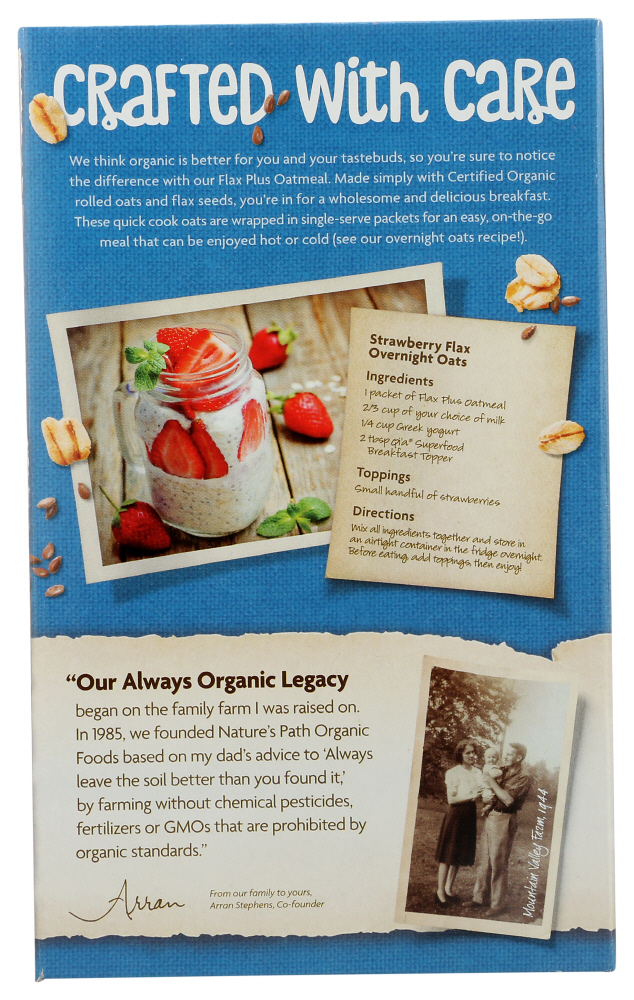 CRAFTED With CARE
We think organic is better for you and your tastebuds, so you're sure to notice
the difference with our Flax Plus Oatmeal. Made simply with Certified Organic
rolled oats and flax seeds, you're in for a wholesome and delicious breakfast.
These quick cook oats are wrapped in single-serve packets for an easy, on-the-go
meal that can be enjoyed hot or cold (see our overnight oats recipe!).
Strawberry Flax
Overnight Oats
Ingredients
1 packet of Flax Plus Oatmeal
2/3 cup of your choice of milk
1/4 cup Greek yogurt
2 tbsp Qi'a® Superfood
Breakfast Topper
Toppings
Small handful of strawberries
Directions
Mix all ingredients together and store in
an airtight container in the fridge overnight.
Before eating, add toppings, then enjoy!
"Our Always Organic Legacy
began on the family farm I was raised on.
In 1985, we founded Nature's Path Organic
Foods based on my dad's advice to 'Always
leave the soil better than you found it,'
by farming without chemical pesticides,
fertilizers or GMOs that are prohibited by
organic standards."
Arran
From our family to yours,
Arran Stephens, Co-founder
Mountain Valley Farm, 1944